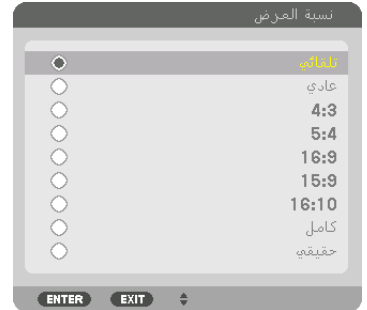 نسبة العرض
تلقائي
عادي
4:3
5:4
16:9
15:9
16:10
كامل
حقيقي
ENTER EXIT